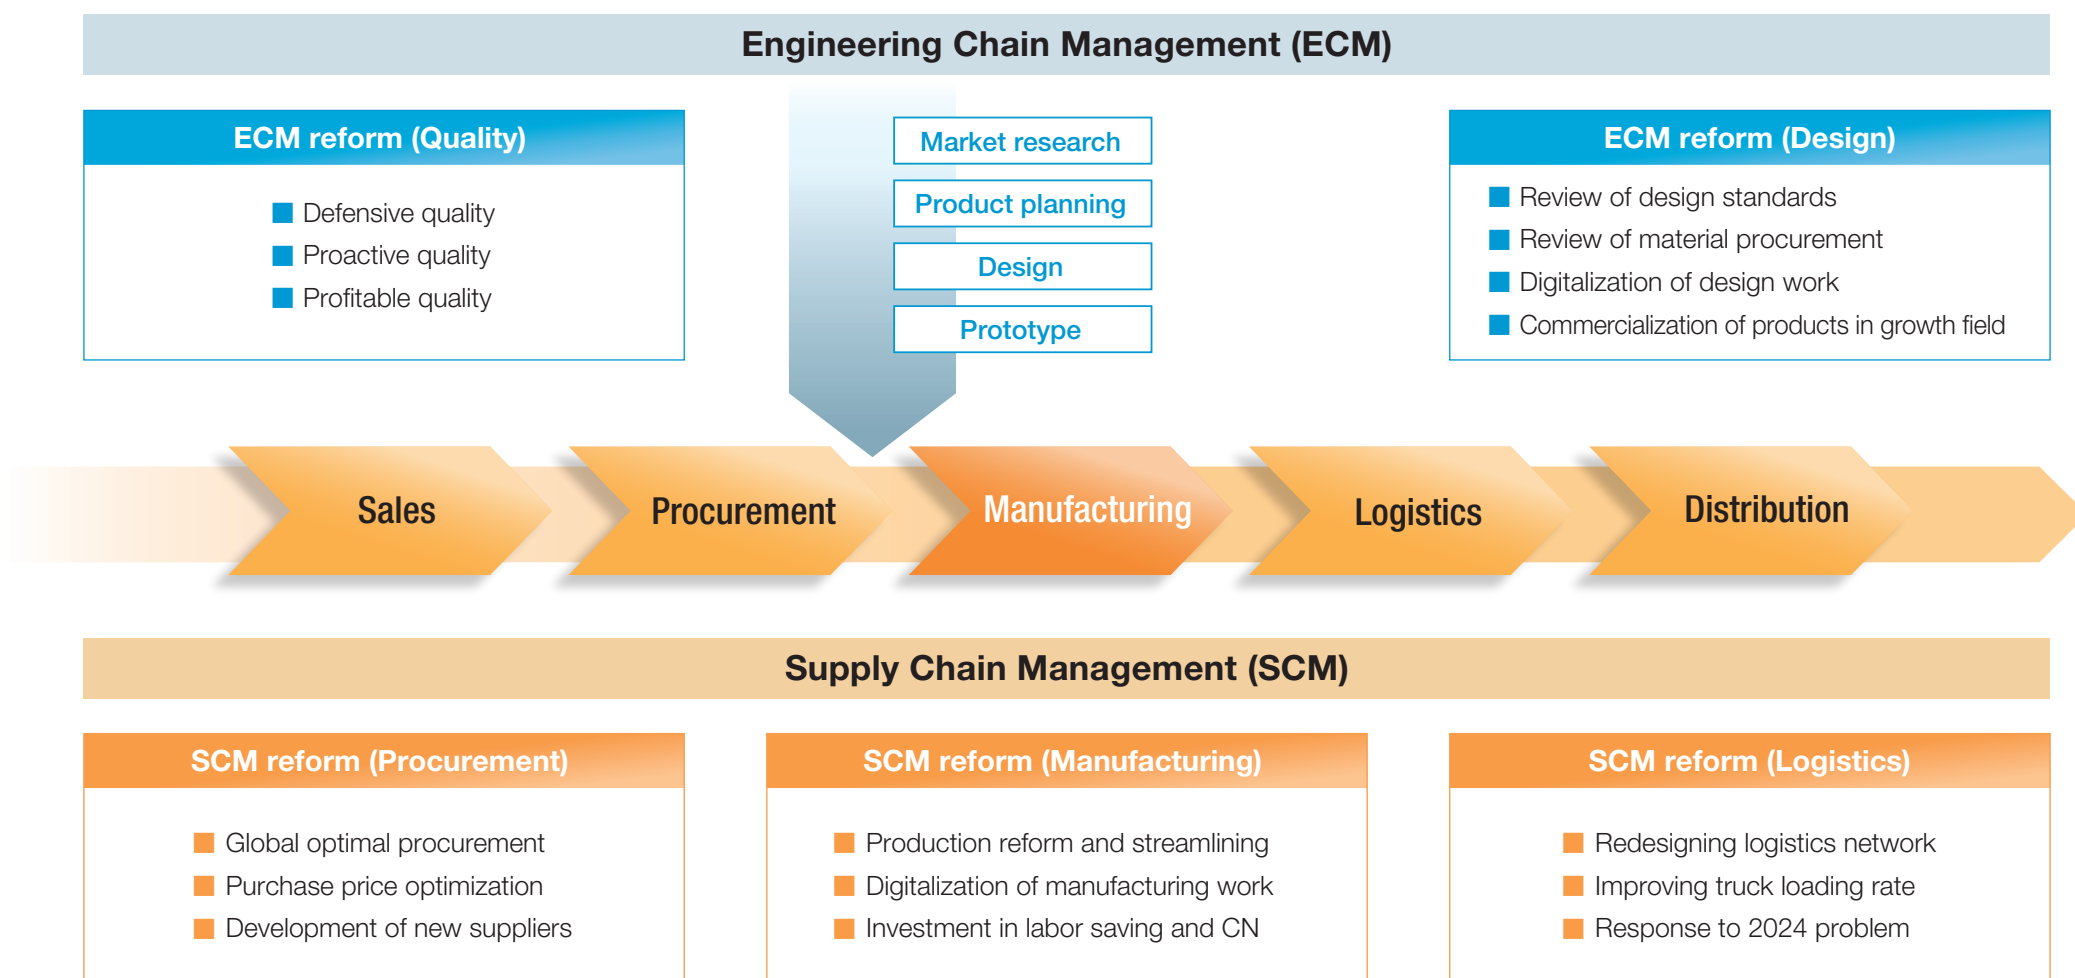 Engineering Chain Management (ECM)
ECM reform (Quality)
Defensive quality
Proactive quality
Profitable quality
Market research
Product planning
Design
Prototype
ECM reform (Design)
Review of design standards
Review of material procurement
Digitalization of design work
Commercialization of products in growth field
Sales
Procurement
Manufacturing
Logistics
Distribution
Supply Chain Management (SCM)
SCM reform (Procurement)
Global optimal procurement
Purchase price optimization
Development of new suppliers
SCM reform (Manufacturing)
Production reform and streamlining
Digitalization of manufacturing work
Investment in labor saving and CN
SCM reform (Logistics)
Redesigning logistics network
Improving truck loading rate
Response to 2024 problem